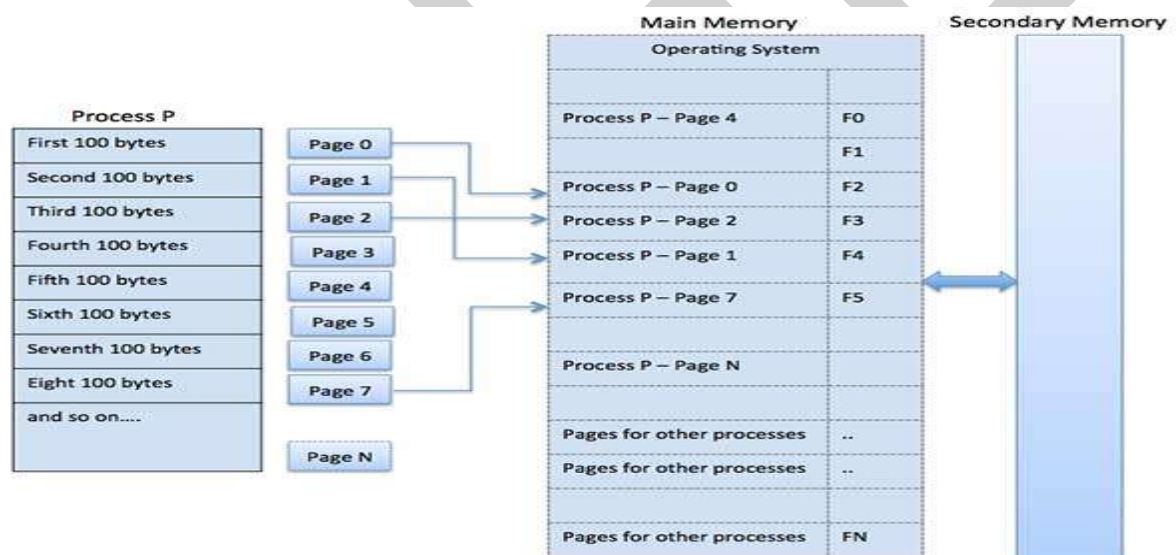 Main Memory
Secondary Memory
Operating System
Process P
First 100 bytes
Second 100 bytes
Third 100 bytes
Fourth 100 bytes
Fifth 100 bytes
Sixth 100 bytes
Seventh 100 bytes
Eight 100 bytes
and so on....
Page 0
Page 1
Page 2
Page 3
Page 4
Page 5
Page 6
Page 7
Page N
Process P – Page 4 F0
F1
Process P – Page 0 F2
Process P – Page 2 F3
Process P – Page 1 F4
Process P – Page 7 F5
Process P – Page N
Pages for other processes ..
Pages for other processes ..
Pages for other processes FN